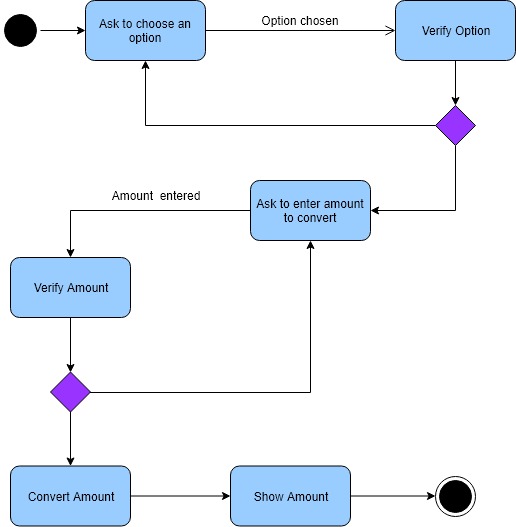 Ask to choose an
option
Option chosen
Verify Option
Ask to enter amount
to convert
Amount entered
Verify Amount
Convert Amount
Show Amount